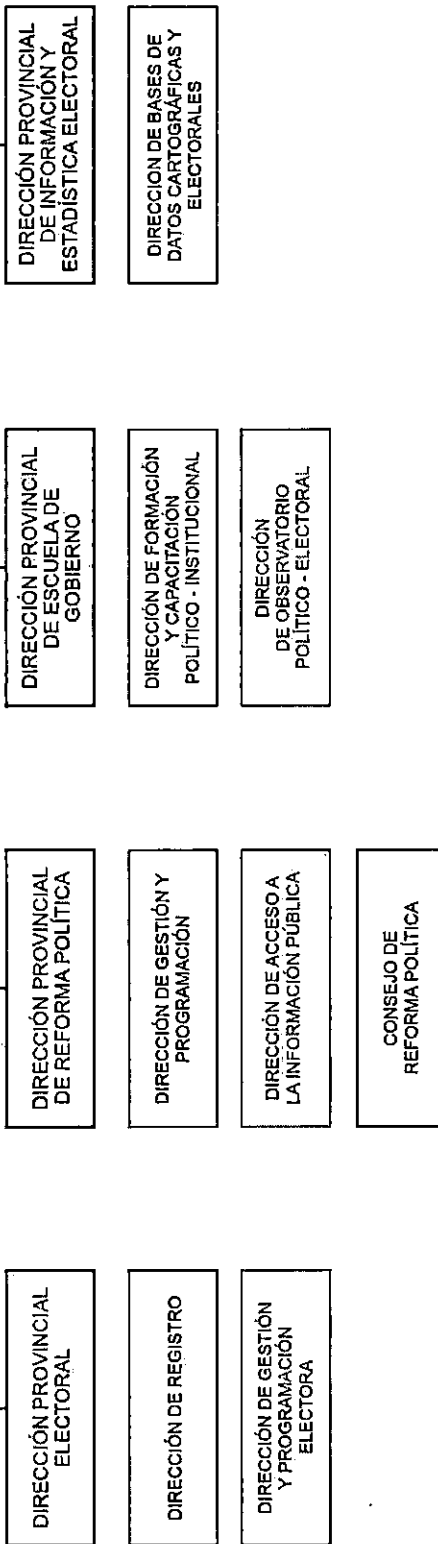 DIRECCIÓN PROVINCIAL
ELECTORAL
DIRECCIÓN DE REGISTRO
DIRECCIÓN DE GESTIÓN
Y PROGRAMACIÓN
ELECTORA
DIRECCIÓN PROVINCIAL
DE REFORMA POLÍTICA
DIRECCIÓN DE GESTIÓN Y
PROGRAMACIÓN
DIRECCIÓN DE ACCESO A
LA INFORMACIÓN PÚBLICA
CONSEJO DE
REFORMA POLÍTICA
DIRECCIÓN PROVINCIAL
DE ESCUELA DE
GOBIERNO
DIRECCIÓN DE FORMACIÓN
Y CAPACITACIÓN
POLÍTICO - INSTITUCIONAL
DIRECCIÓN
DE OBSERVATORIO
POLÍTICO - ELECTORAL
DIRECCIÓN PROVINCIAL
DE INFORMACIÓN Y
ESTADÍSTICA ELECTORAL
DIRECCION DE BASES DE
DATOS CARTOGRÁFICAS Y
ELECTORALES